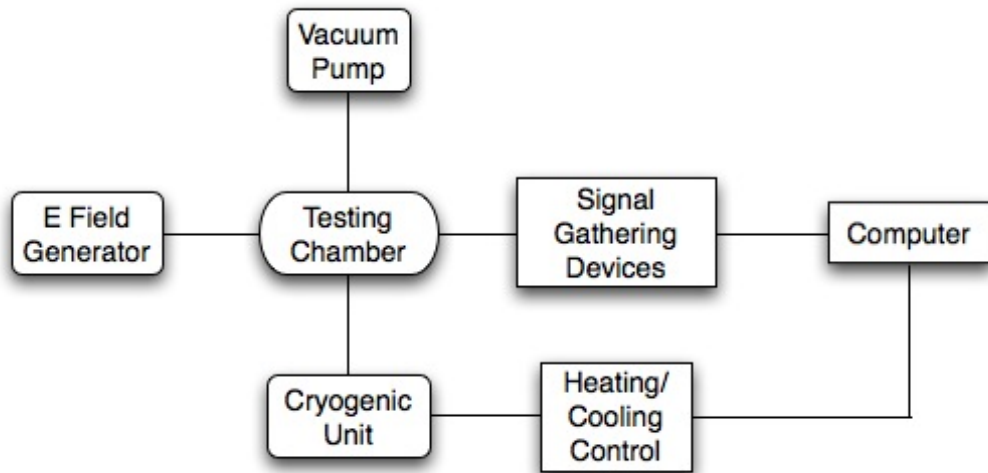 Vacuum
Pump
E Field
Generator
Testing
Chamber
Signal
Gathering
Devices
Computer
Cryogenic
Unit
Heating/
Cooling
Control